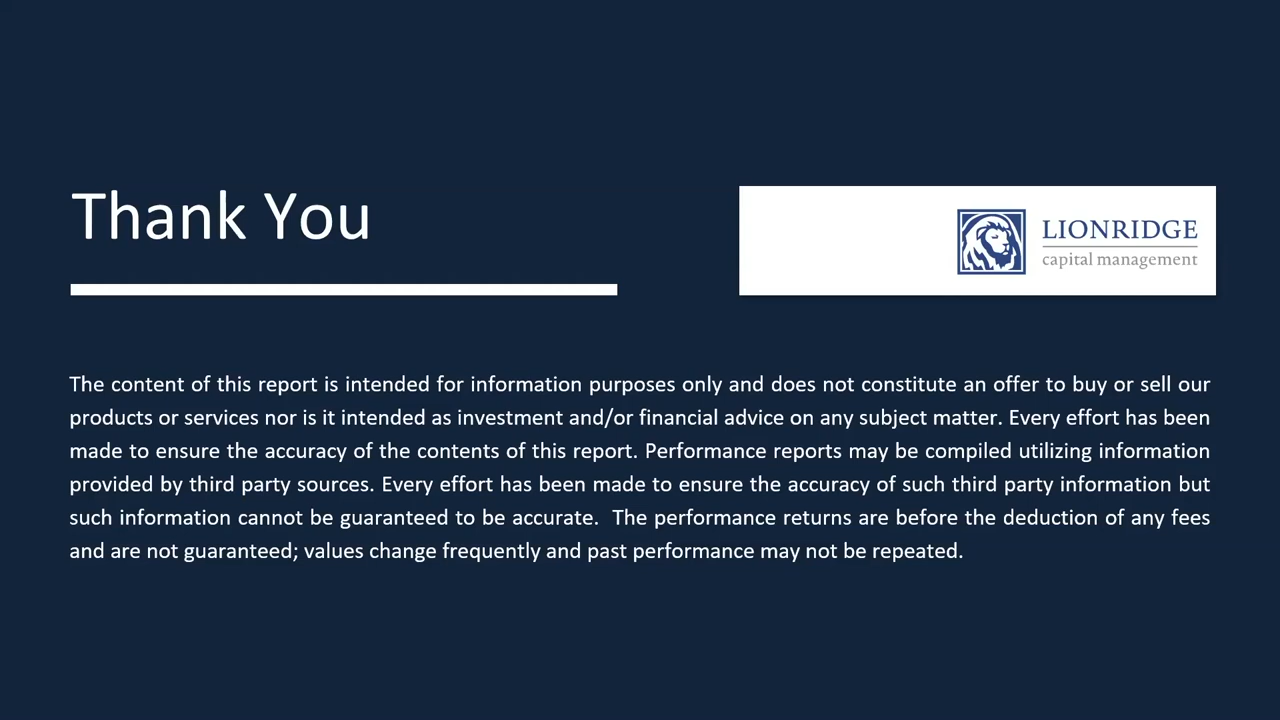 Thank You
LIONRIDGE
capital management
The content of this report is intended for information purposes only and does not constitute an offer to buy or sell our
products or services nor is it intended as investment and/or financial advice on any subject matter. Every effort has been
made to ensure the accuracy of the contents of this report. Performance reports may be compiled utilizing information
provided by third party sources. Every effort has been made to ensure the accuracy of such third party information but
such information cannot be guaranteed to be accurate.  The performance returns are before the deduction of any fees
and are not guaranteed; values change frequently and past performance may not be repeated.